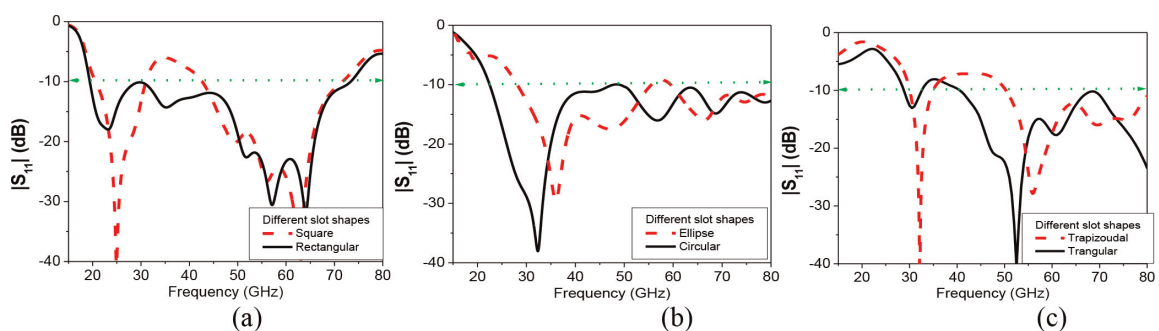 (a)
|S11| (dB)
0
-10
-20
-30
-40
20 30 40 50 60 70 80
Frequency (GHz)
Different slot shapes
Square
Rectangular
(b)
|S11| (dB)
0
-10
-20
-30
-40
20 30 40 50 60 70 80
Frequency (GHz)
Different slot shapes
Ellipse
Circular
(c)
|S11| (dB)
0
-10
-20
-30
-40
20 30 40 50 60 70 80
Frequency (GHz)
Different slot shapes
Trapizoudal
Trangular